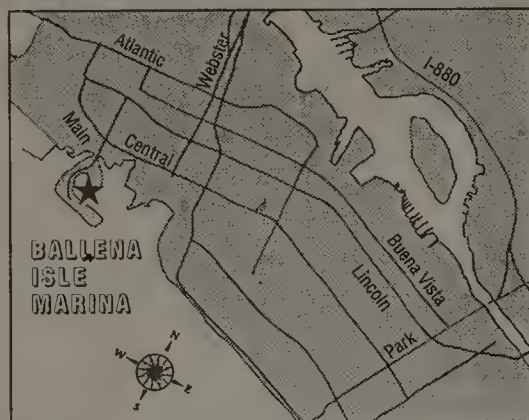 Atlantic
Webster
I-880
Main
Central
BALLENA
ISLE
MARINA
Buena Vista
Lincoln
Park
N
W
E
S